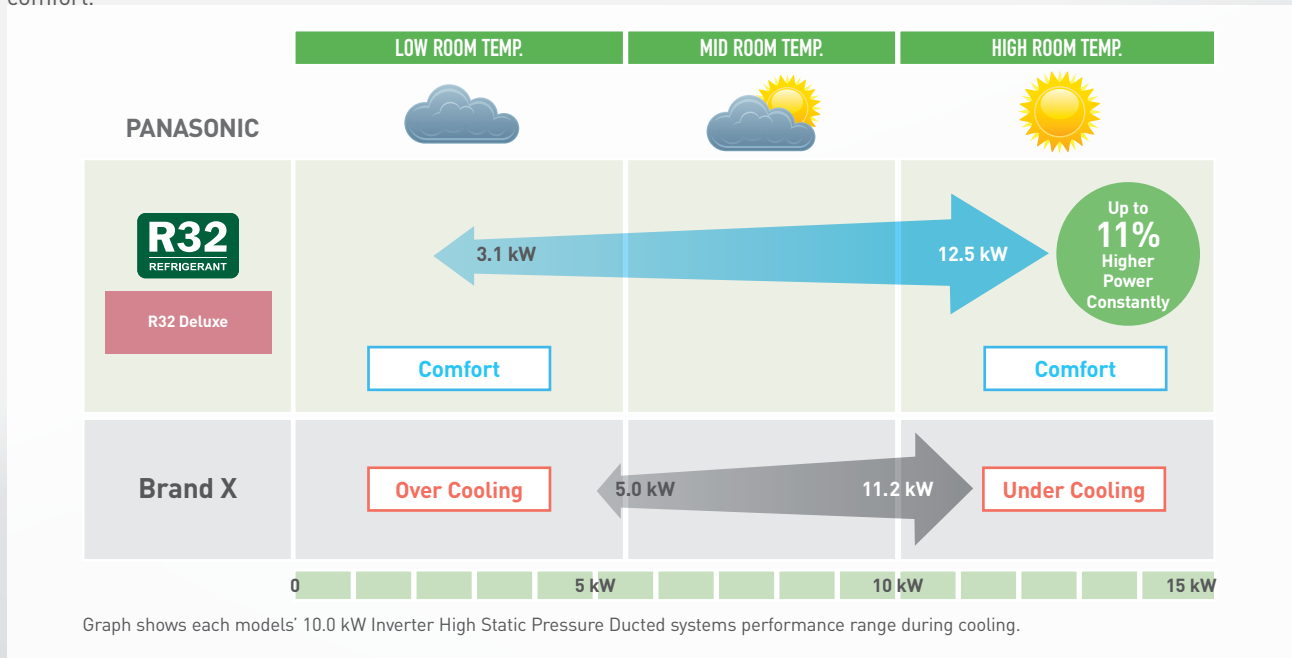 comfort.
LOW ROOM TEMP.
MID ROOM TEMP.
HIGH ROOM TEMP.
PANASONIC
R32
REFRIGERANT
R32 Deluxe
3.1 kW
12.5 kW
Up to
11%
Higher
Power
Constantly
Comfort
Comfort
Brand X
Over Cooling
5.0 kW
11.2 kW
Under Cooling
0
5 kW
10 kW
15 kW
Graph shows each models’ 10.0 kW Inverter High Static Pressure Ducted systems performance range during cooling.